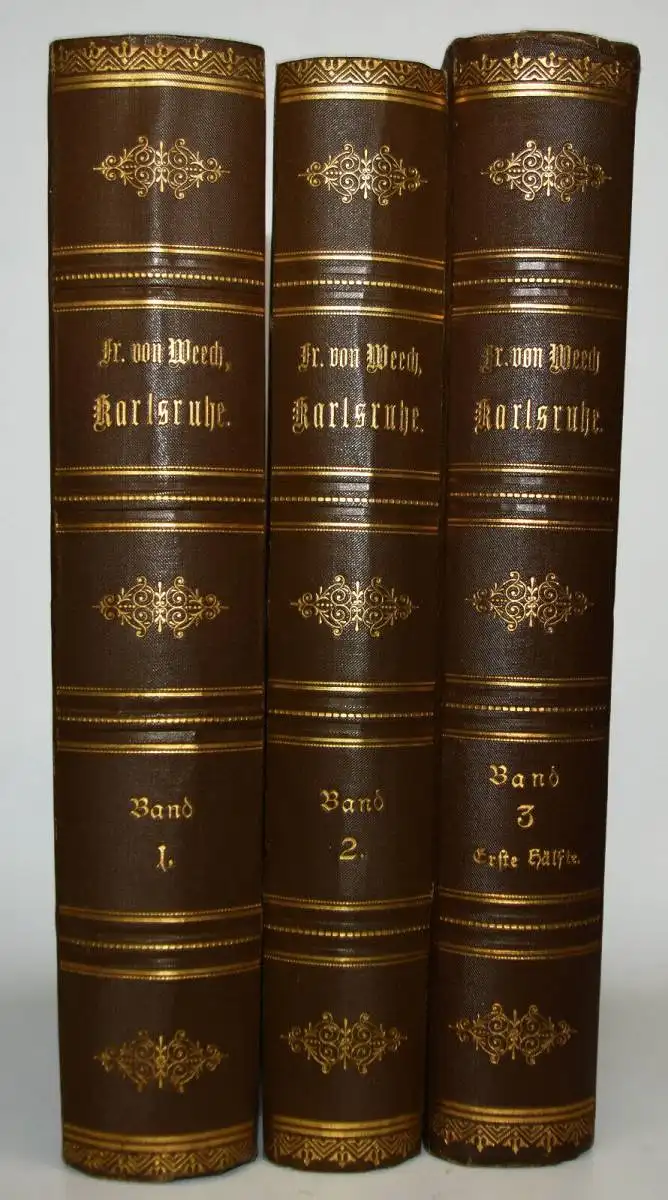 Fr. von Weech,
Karlsruhe.
Band
1.
Fr. von Weech,
Karlsruhe.
Band
2.
Fr. von Weech
Karlsruhe.
Band
3
Erste Hälfte.